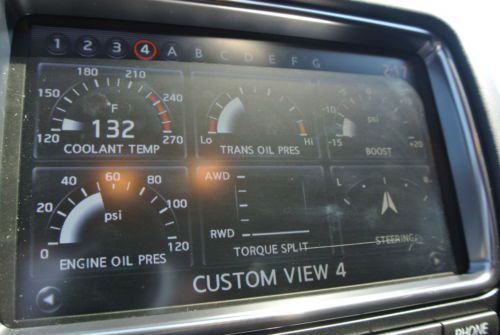 1 2 3 4 A B C D E F G
180 210
150 °F 240
120 132 270
COOLANT TEMP
Lo Hi
TRANS OIL PRES
psi
-15 +20
BOOST
40 60 80
20 psi 100
0 120
ENGINE OIL PRES
AWD
RWD
TORQUE SPLIT
L
STEERING
CUSTOM VIEW 4
PHONE